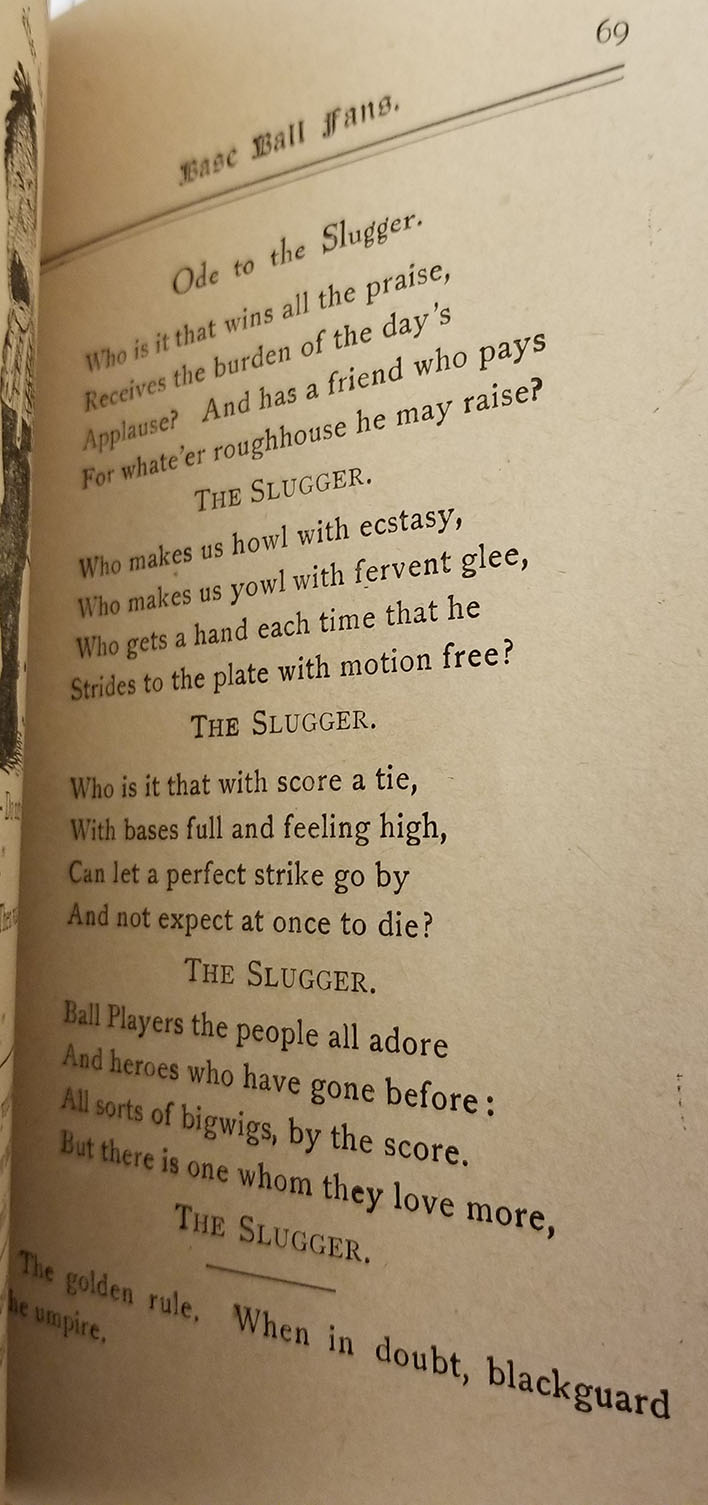 69
Base Ball Fans.
Ode to the Slugger.
Who is it that wins all the praise,
Receives the burden of the day's
Applause? And has a friend who pays
For whate'er roughhouse he may raise?
THE SLUGGER.
Who makes us howl with ecstasy,
Who makes us yowl with fervent glee,
Who gets a hand each time that he
Strides to the plate with motion free?
THE SLUGGER.
Who is it that with score a tie,
With bases full and feeling high,
Can let a perfect strike go by
And not expect at once to die?
THE SLUGGER.
Ball Players the people all adore
And heroes who have gone before:
All sorts of bigwigs, by the score.
But there is one whom they love more,
THE SLUGGER.
The golden rule. When in doubt, blackguard
he umpire.